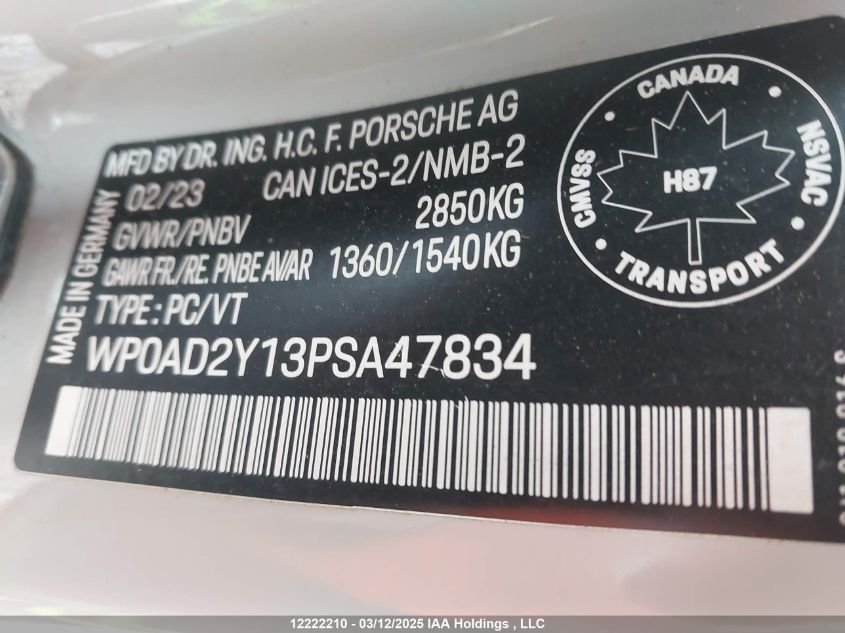 MFD BY DR. ING. H.C. F. PORSCHE AG
02/23 CAN ICES-2/NMB-2
GVWR/PNBV 2850KG
GAWR FR./RE. PNBE AV/AR 1360/1540KG
TYPE: PC/VT
WP0AD2Y13PSA47834
MADE IN GERMANY
CANADA
CMVSS
H87
NSVAC
TRANSPORT
12222210 - 03/12/2025 IAA Holdings , LLC